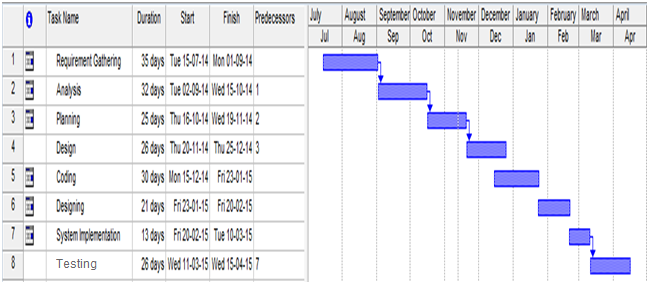 Task Name Duration Start Finish Predecessors
1 Requirement Gathering 35 days Tue 15-07-14 Mon 01-09-14
2 Analysis 32 days Tue 02-09-14 Wed 15-10-14 1
3 Planning 25 days Thu 16-10-14 Wed 19-11-14 2
4 Design 26 days Thu 20-11-14 Thu 25-12-14 3
5 Coding 30 days Mon 15-12-14 Fri 23-01-15
6 Designing 21 days Fri 23-01-15 Fri 20-02-15
7 System Implementation 13 days Fri 20-02-15 Tue 10-03-15
8 Testing 26 days Wed 11-03-15 Wed 15-04-15 7
July August September October November December January February March April
Jul Aug Sep Oct Nov Dec Jan Feb Mar Apr